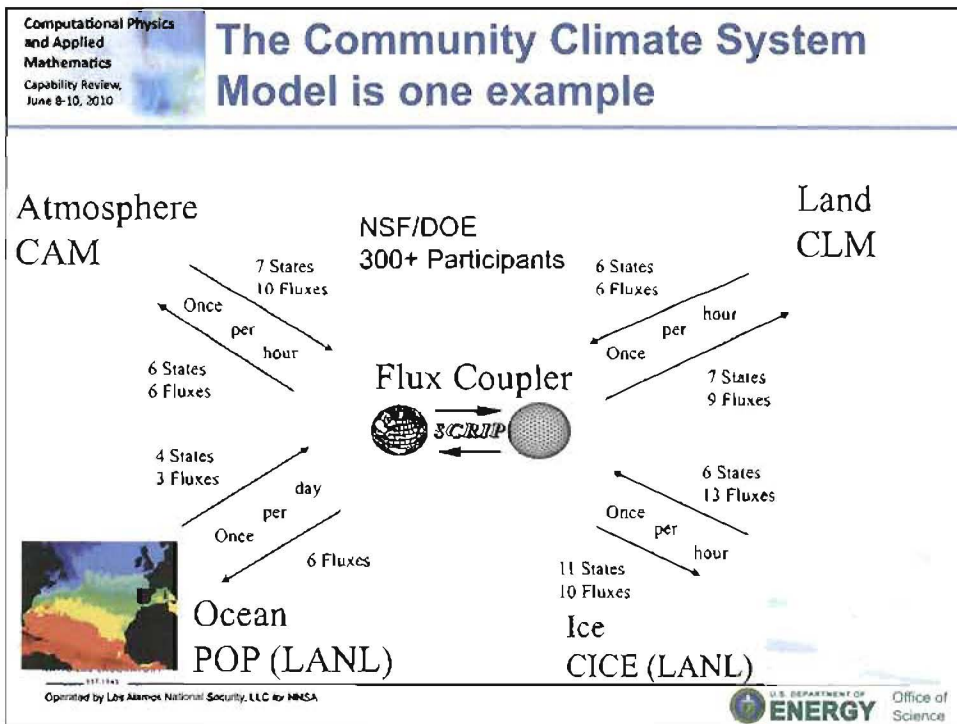 Computational Physics
and Applied
Mathematics
Capability Review,
June 8-10, 2010
The Community Climate System
Model is one example
Atmosphere
CAM
NSF/DOE
300+ Participants
Land
CLM
7 States
10 Fluxes
Once
per
hour
6 States
6 Fluxes
6 States
6 Fluxes
hour
per
Once
7 States
9 Fluxes
Flux Coupler
SCRIP
4 States
3 Fluxes
day
per
Once
6 Fluxes
6 States
13 Fluxes
Once
per
hour
11 States
10 Fluxes
Ocean
POP (LANL)
Ice
CICE (LANL)
Operated by Los Alamos National Security, LLC for NNSA
U.S. DEPARTMENT OF
ENERGY
Office of
Science